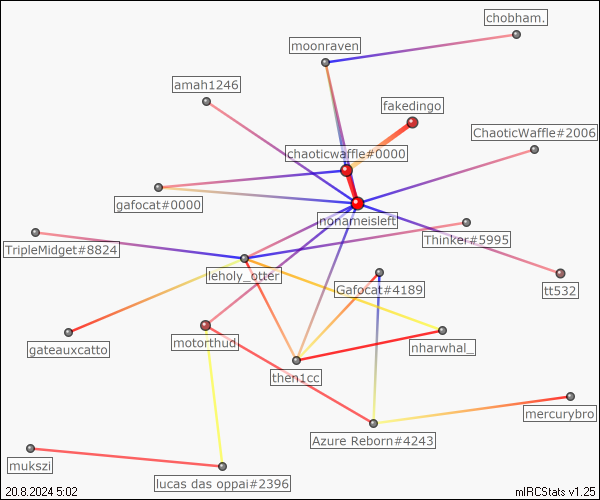 chobham.
moonraven
amah1246
fakedingo
ChaoticWaffle#2006
chaoticwaffle#0000
gafocat#0000
nonameisleft
Thinker#5995
TripleMidget#8824
leholy_otter
Gafocat#4189
tt532
motorthud
gateauxcatto
nharwhal_
then1cc
mercurybro
Azure Reborn#4243
mukszi
lucas das oppai#2396
20.8.2024 5:02
mIRCStats v1.25